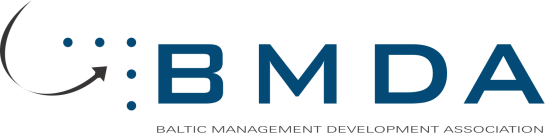 BMDA
BALTIC MANAGEMENT DEVELOPMENT ASSOCIATION